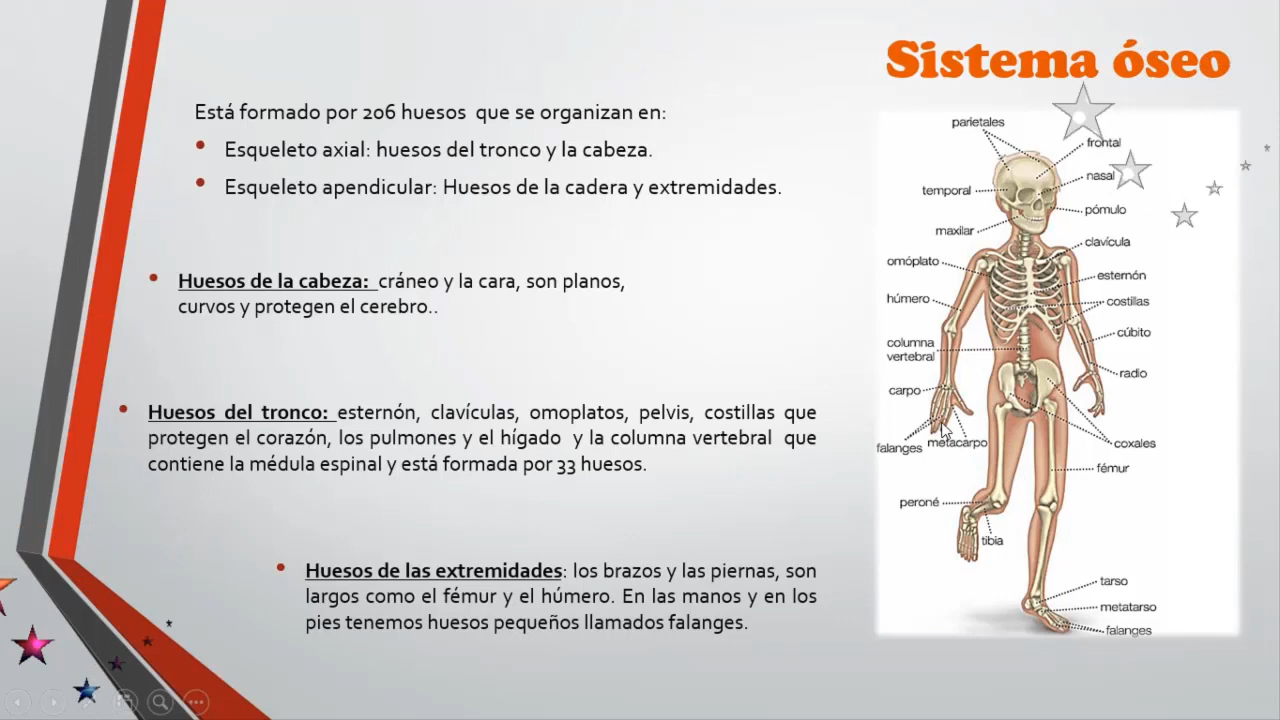 Sistema óseo
Está formado por 206 huesos que se organizan en:
• Esqueleto axial: huesos del tronco y la cabeza.
• Esqueleto apendicular: Huesos de la cadera y extremidades.
• Huesos de la cabeza: cráneo y la cara, son planos,
curvos y protegen el cerebro..
• Huesos del tronco: esternón, clavículas, omoplatos, pelvis, costillas que
protegen el corazón, los pulmones y el hígado y la columna vertebral que
contiene la médula espinal y está formada por 33 huesos.
• Huesos de las extremidades: los brazos y las piernas, son
largos como el fémur y el húmero. En las manos y en los
pies tenemos huesos pequeños llamados falanges.
parietales
frontal
nasal
temporal
pómulo
maxilar
clavícula
omóplato
esternón
húmero
costillas
cúbito
columna
vertebral
radio
carpo
metacarpo
falanges
coxales
fémur
peroné
tibia
tarso
metatarso
falanges